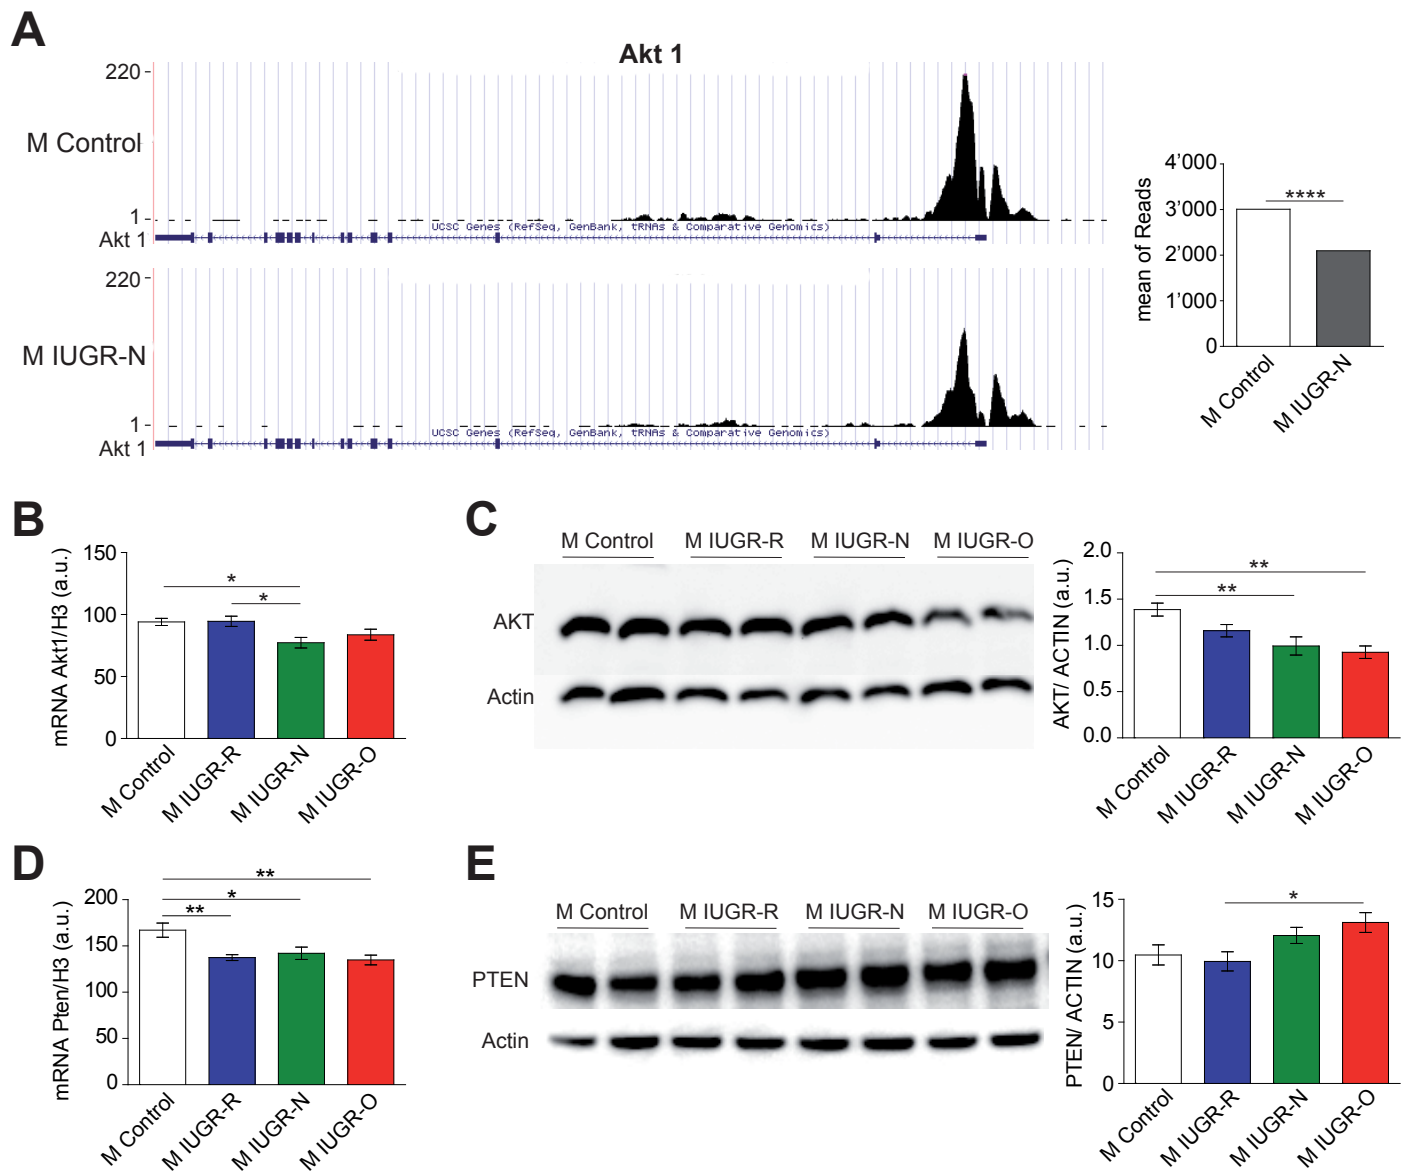 A
Akt 1
220
M Control
1
UCSC Genes (RefSeq, GenBank, tRNAs & Comparative Genomics)
Akt 1
220
M IUGR-N
1
UCSC Genes (RefSeq, GenBank, tRNAs & Comparative Genomics)
Akt 1
mean of Reads
4'000
3'000
2'000
1'000
0
****
M Control
M IUGR-N
B
mRNA Akt1/H3 (a.u.)
150
100
50
0
*
*
M Control
M IUGR-R
M IUGR-N
M IUGR-O
C
M Control M IUGR-R M IUGR-N M IUGR-O
AKT
Actin
AKT/ ACTIN (a.u.)
2.0
1.5
1.0
0.5
0.0
**
**
M Control
M IUGR-R
M IUGR-N
M IUGR-O
D
mRNA Pten/H3 (a.u.)
200
150
100
50
0
**
*
**
M Control
M IUGR-R
M IUGR-N
M IUGR-O
E
M Control M IUGR-R M IUGR-N M IUGR-O
PTEN
Actin
PTEN/ ACTIN (a.u.)
15
10
5
0
*
M Control
M IUGR-R
M IUGR-N
M IUGR-O